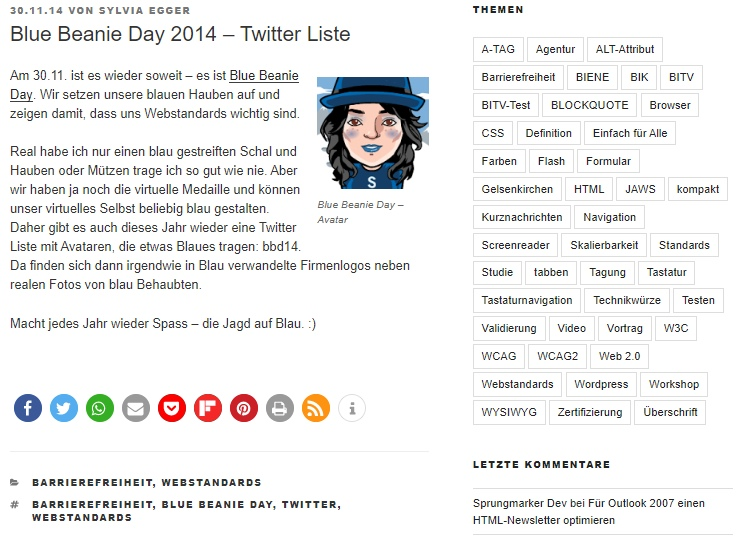 30.11.14 VON SYLVIA EGGER
Blue Beanie Day 2014 – Twitter Liste
Am 30.11. ist es wieder soweit – es ist Blue Beanie
Day. Wir setzen unsere blauen Hauben auf und
zeigen damit, dass uns Webstandards wichtig sind.
Real habe ich nur einen blau gestreiften Schal und
Hauben oder Mützen trage ich so gut wie nie. Aber
wir haben ja noch die virtuelle Medaille und können
unser virtuelles Selbst beliebig blau gestalten.
Daher gibt es auch dieses Jahr wieder eine Twitter
Liste mit Avataren, die etwas Blaues tragen: bbd14.
Da finden sich dann irgendwie in Blau verwandelte Firmenlogos neben
realen Fotos von blau Behaubten.
S
Blue Beanie Day –
Avatar
Macht jedes Jahr wieder Spass – die Jagd auf Blau. :)
BARRIEREFREIHEIT, WEBSTANDARDS
# BARRIEREFREIHEIT, BLUE BEANIE DAY, TWITTER,
WEBSTANDARDS
THEMEN
A-TAG Agentur ALT-Attribut
Barrierefreiheit BIENE BIK BITV
BITV-Test BLOCKQUOTE Browser
CSS Definition Einfach für Alle
Farben Flash Formular
Gelsenkirchen HTML JAWS kompakt
Kurznachrichten Navigation
Screenreader Skalierbarkeit Standards
Studie tabben Tagung Tastatur
Tastaturnavigation Technikwürze Testen
Validierung Video Vortrag W3C
WCAG WCAG2 Web 2.0
Webstandards Wordpress Workshop
WYSIWYG Zertifizierung Überschrift
LETZTE KOMMENTARE
Sprungmarker Dev bei Für Outlook 2007 einen
HTML-Newsletter optimieren